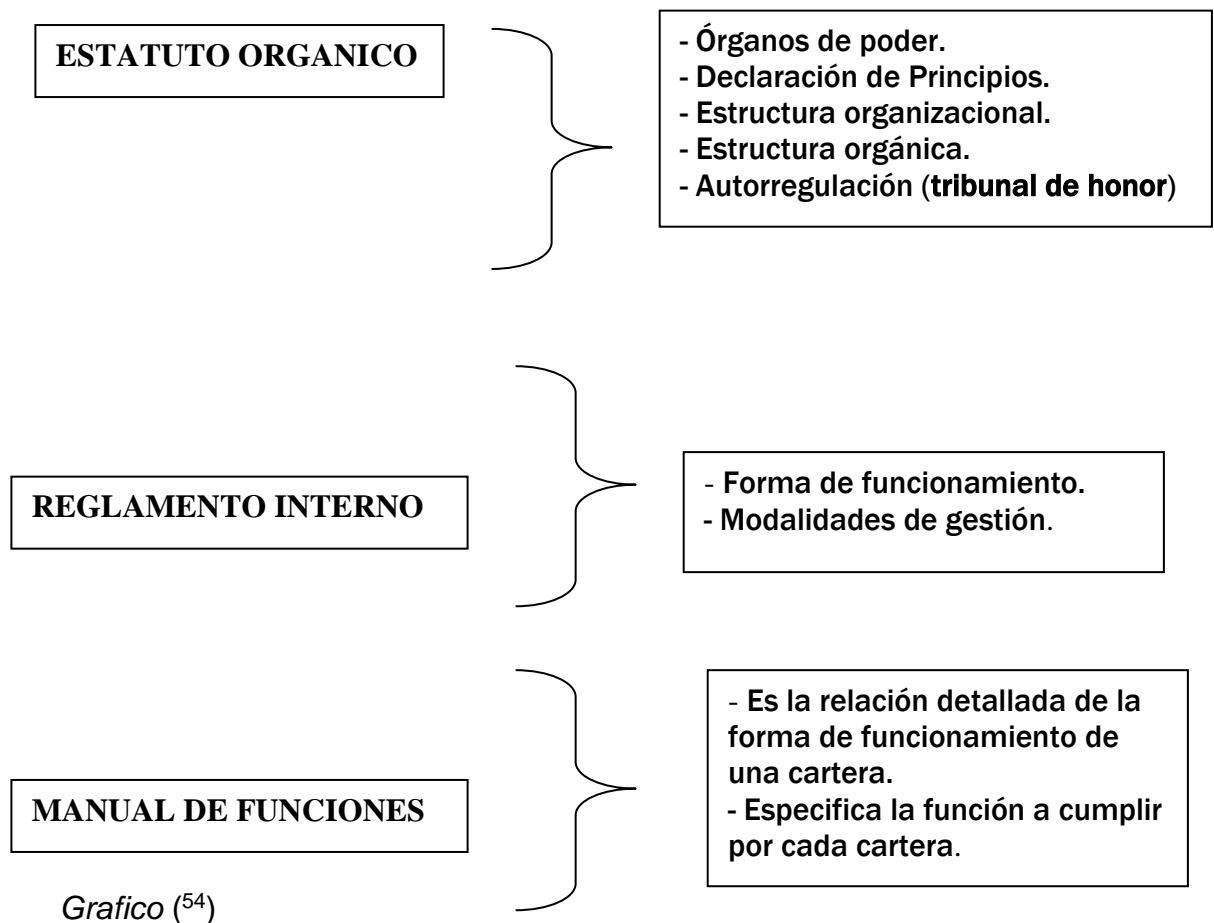 ESTATUTO ORGANICO
- Órganos de poder.
- Declaración de Principios.
- Estructura organizacional.
- Estructura orgánica.
- Autorregulación (tribunal de honor)
REGLAMENTO INTERNO
- Forma de funcionamiento.
- Modalidades de gestión.
MANUAL DE FUNCIONES
- Es la relación detallada de la
forma de funcionamiento de
una cartera.
- Especifica la función a cumplir
por cada cartera.
Grafico (54)